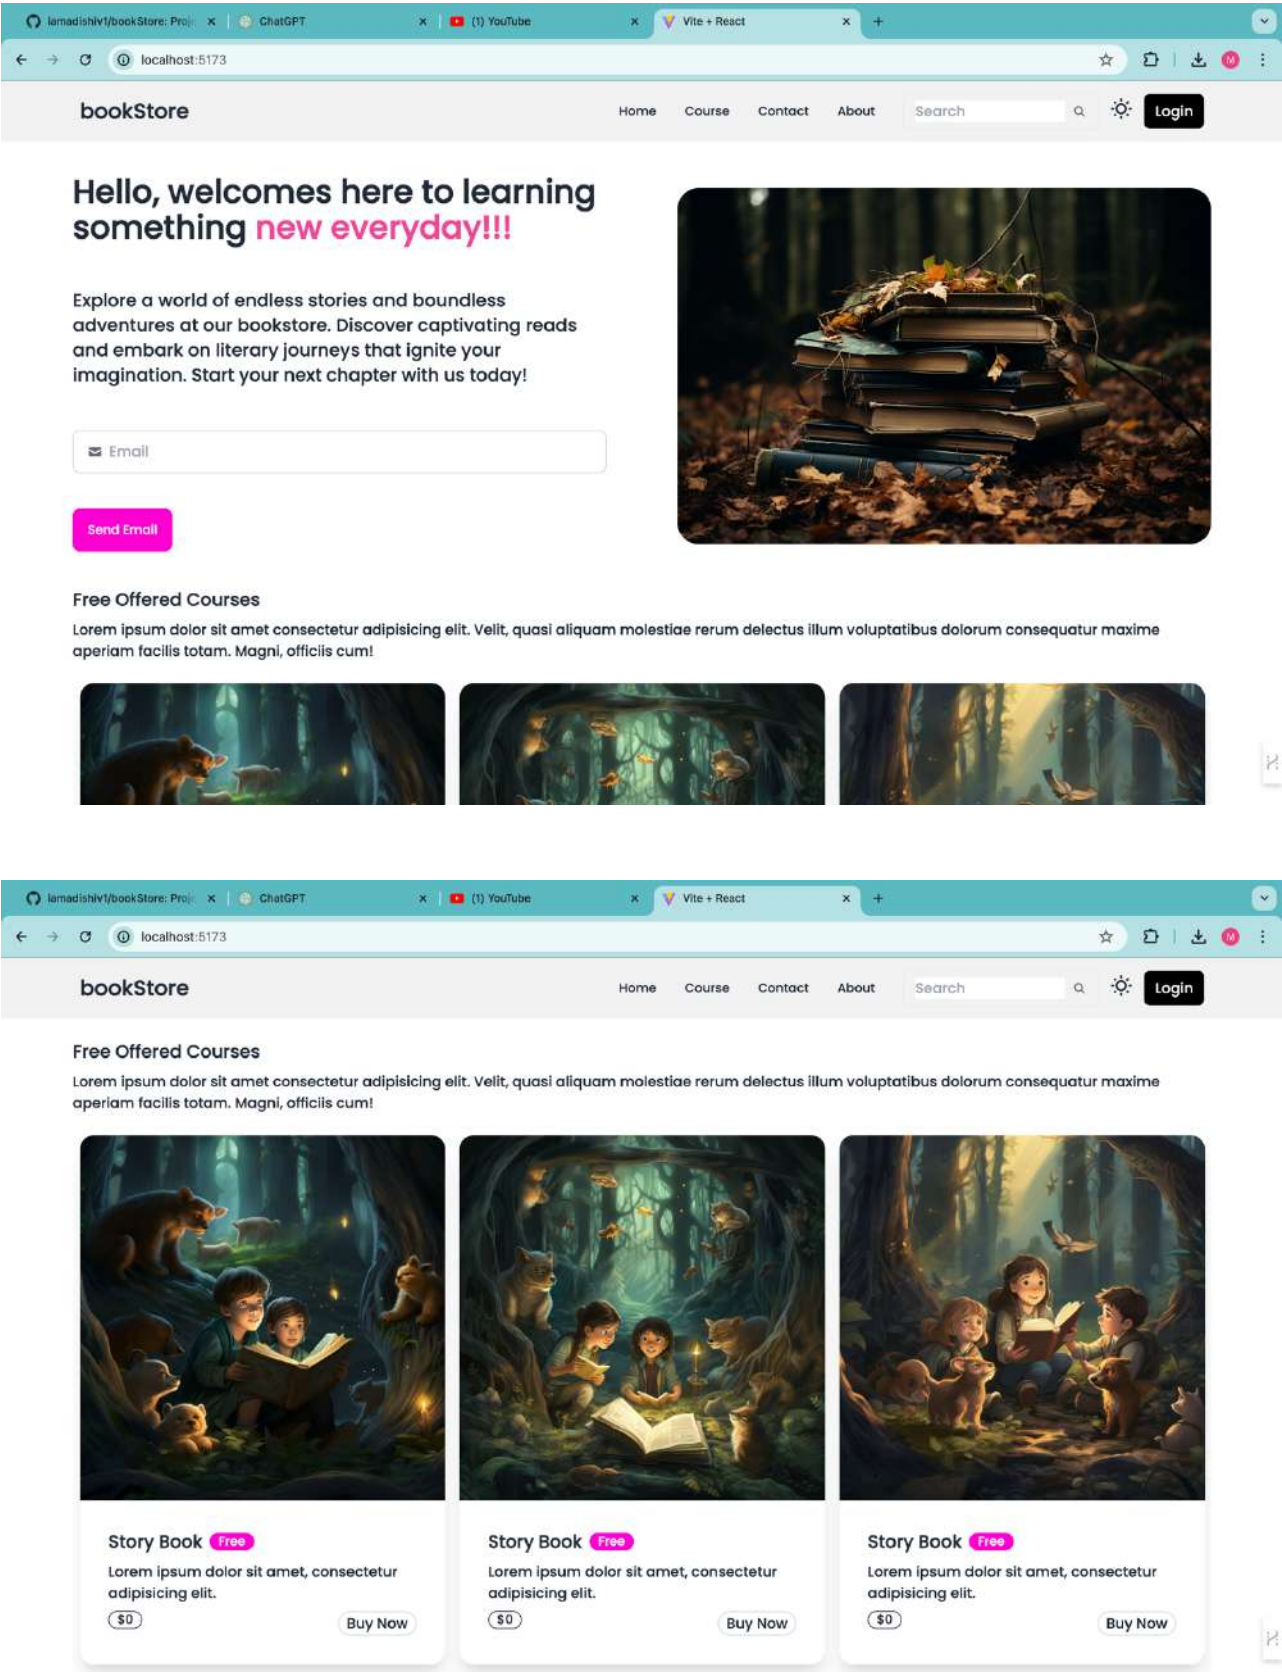 iamadishiv1/bookStore: Proje
ChatGPT
(1) YouTube
Vite + React
localhost:5173
M
bookStore
Home
Course
Contact
About
Search
Login
Hello, welcomes here to learning
something new everyday!!!
Explore a world of endless stories and boundless
adventures at our bookstore. Discover captivating reads
and embark on literary journeys that ignite your
imagination. Start your next chapter with us today!
Email
Send Email
Free Offered Courses
Lorem ipsum dolor sit amet consectetur adipisicing elit. Velit, quasi aliquam molestiae rerum delectus illum voluptatibus dolorum consequatur maxime
aperiam facilis totam. Magni, officiis cum!
iamadishiv1/bookStore: Proje
ChatGPT
(1) YouTube
Vite + React
localhost:5173
M
bookStore
Home
Course
Contact
About
Search
Login
Free Offered Courses
Lorem ipsum dolor sit amet consectetur adipisicing elit. Velit, quasi aliquam molestiae rerum delectus illum voluptatibus dolorum consequatur maxime
aperiam facilis totam. Magni, officiis cum!
Story Book Free
Lorem ipsum dolor sit amet, consectetur
adipisicing elit.
$0
Buy Now
Story Book Free
Lorem ipsum dolor sit amet, consectetur
adipisicing elit.
$0
Buy Now
Story Book Free
Lorem ipsum dolor sit amet, consectetur
adipisicing elit.
$0
Buy Now